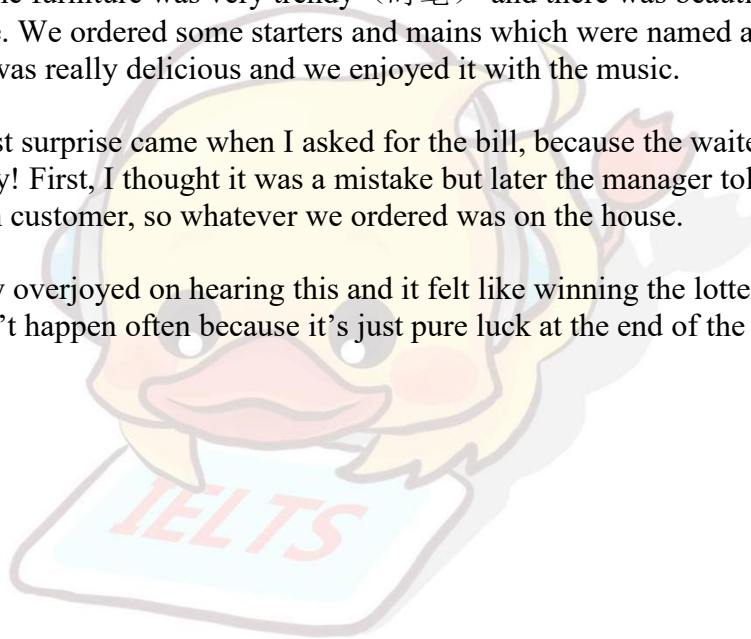 furniture was very trendy（ ） and there was
. We ordered some starters and mains which were named a
was really delicious and we enjoyed it with the music.
st surprise came when I asked for the bill, because the waite
y! First, I thought it was a mistake but later the manager tol
customer, so whatever we ordered was on the house.
overjoyed on hearing this and it felt like winning the lotte
't happen often because it's just pure luck at the end of the
IELTS